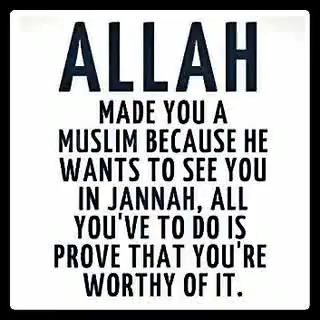 ALLAH
MADE YOU A
MUSLIM BECAUSE HE
WANTS TO SEE YOU
IN JANNAH, ALL
YOU'VE TO DO IS
PROVE THAT YOU'RE
WORTHY OF IT.